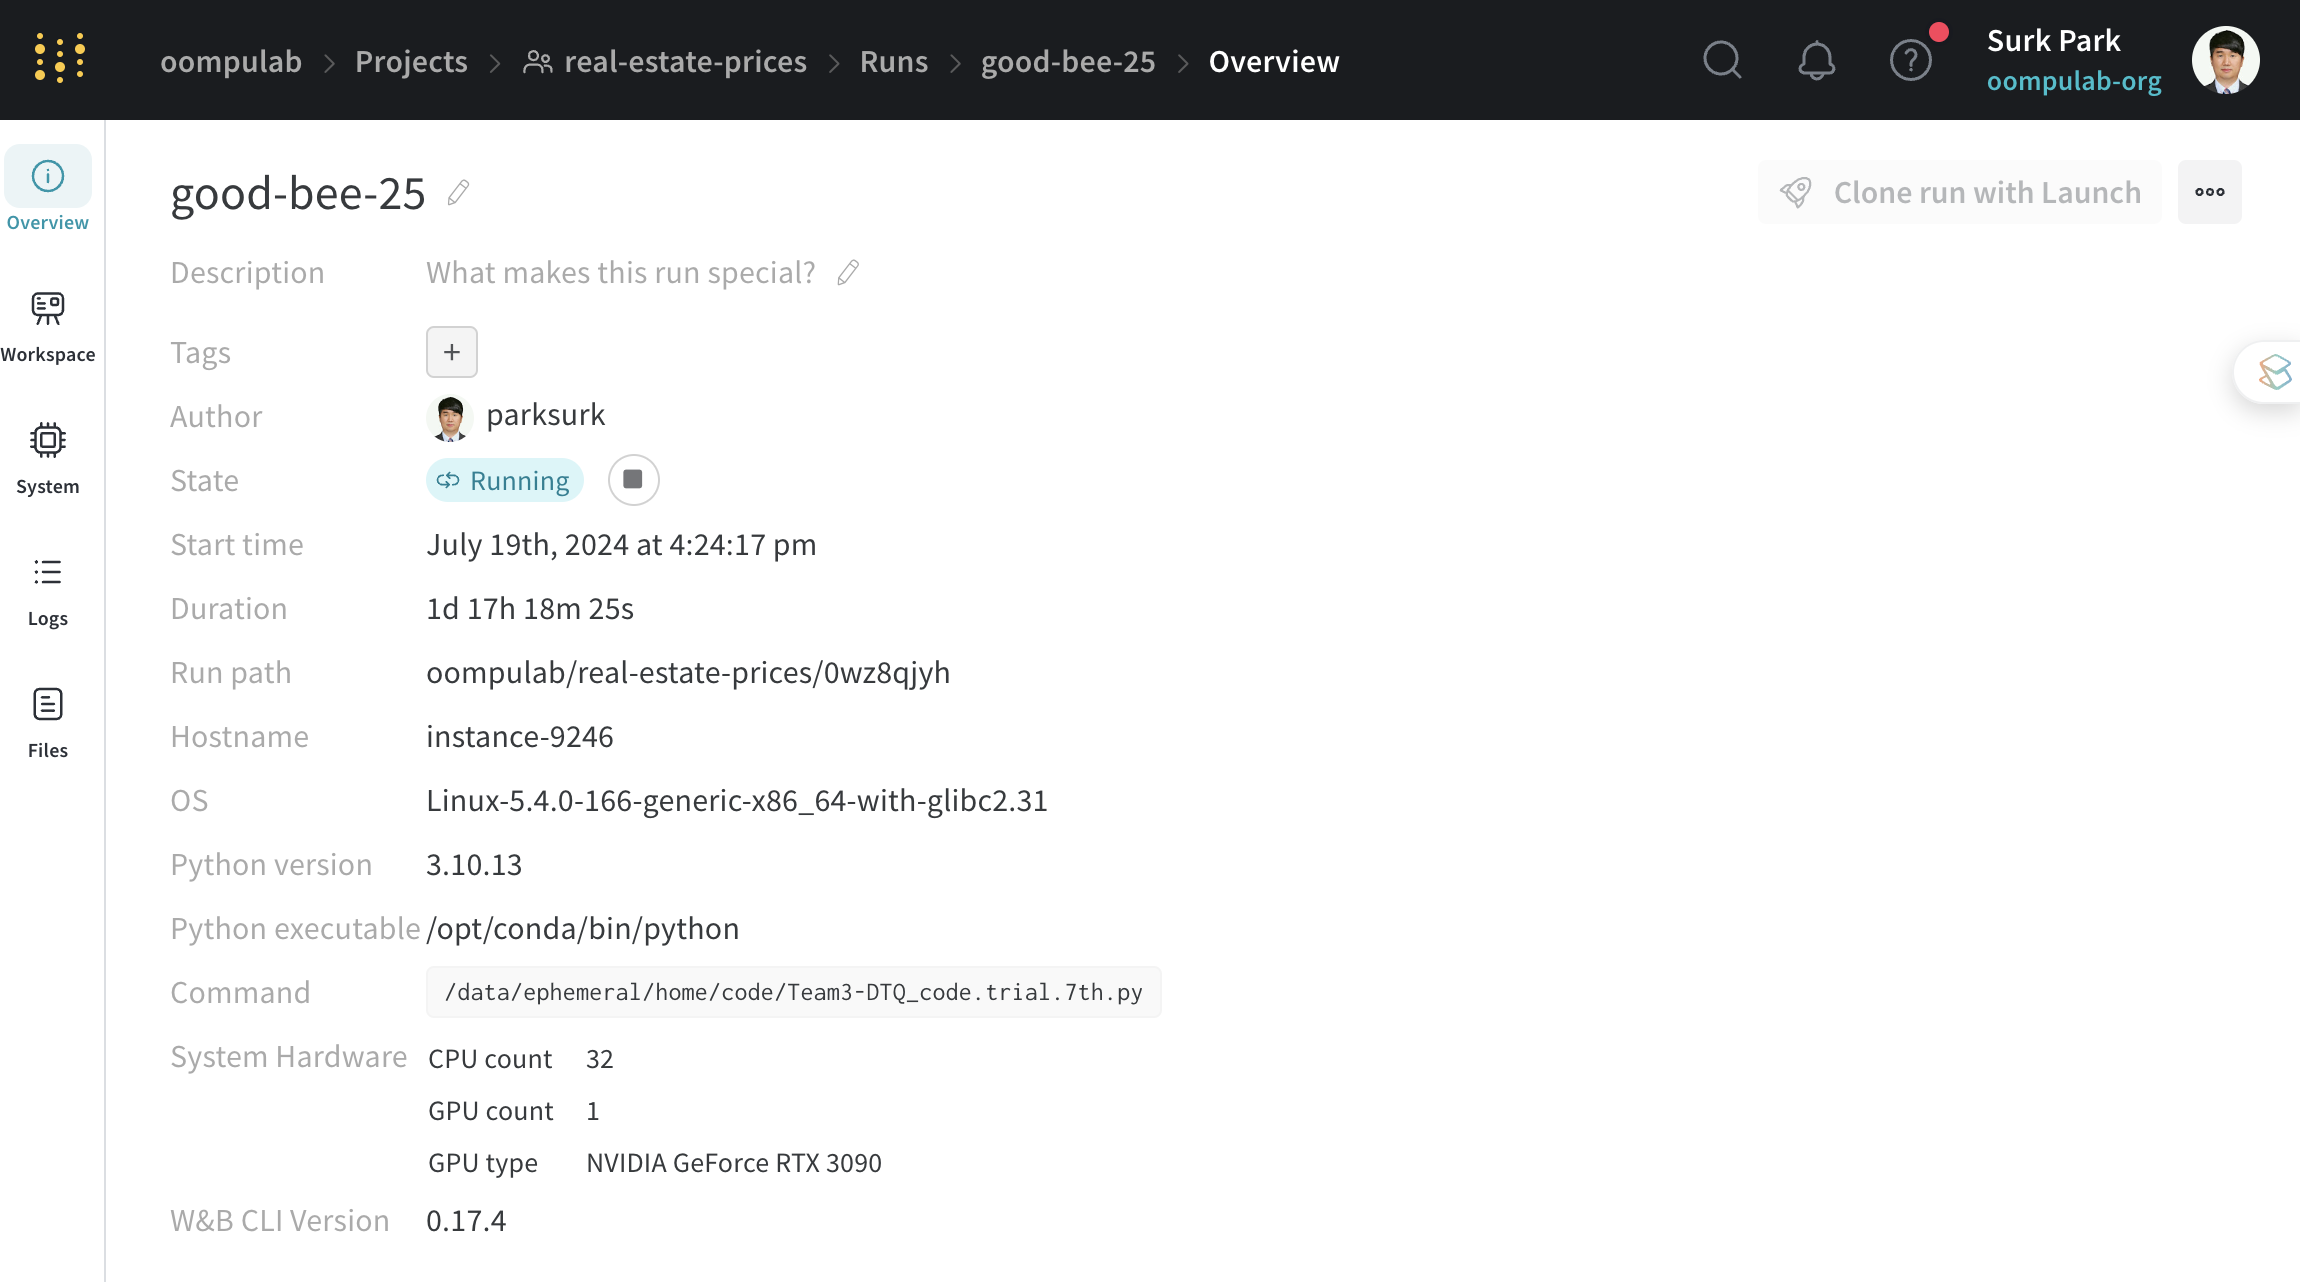 oompulab > Projects > real-estate-prices > Runs > good-bee-25 > Overview
Surk Park
oompulab-org
Overview
Workspace
System
Logs
Files
good-bee-25
Clone run with Launch
Description What makes this run special?
Tags +
Author parksurk
State Running
Start time July 19th, 2024 at 4:24:17 pm
Duration 1d 17h 18m 25s
Run path oompulab/real-estate-prices/0wz8qjyh
Hostname instance-9246
OS Linux-5.4.0-166-generic-x86_64-with-glibc2.31
Python version 3.10.13
Python executable /opt/conda/bin/python
Command /data/ephemeral/home/code/Team3-DTQ_code.trial.7th.py
System Hardware CPU count 32
GPU count 1
GPU type NVIDIA GeForce RTX 3090
W&B CLI Version 0.17.4